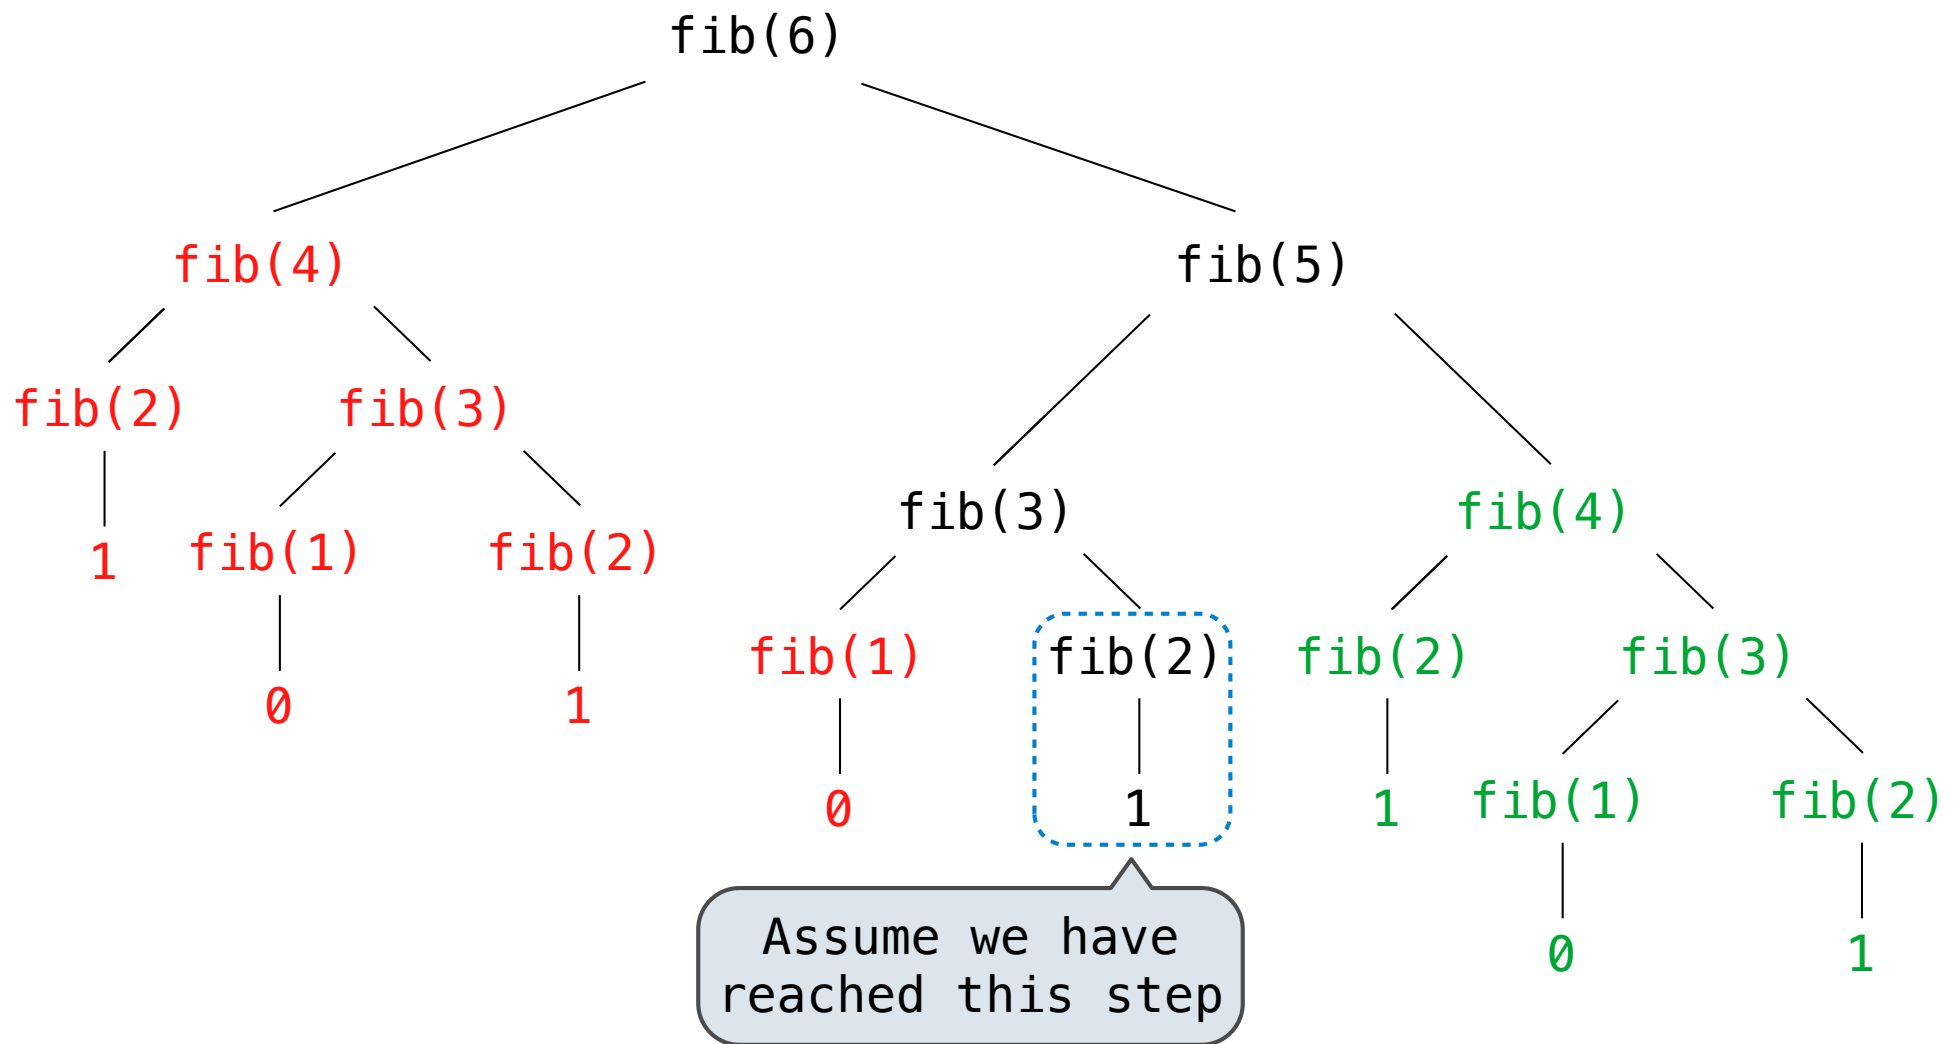 fib(6)
fib(4)
fib(5)
fib(2)
fib(3)
fib(3)
fib(4)
1
fib(1)
fib(2)
fib(1)
fib(2)
fib(2)
fib(3)
0
1
0
1
1
fib(1)
fib(2)
Assume we have
reached this step
0
1